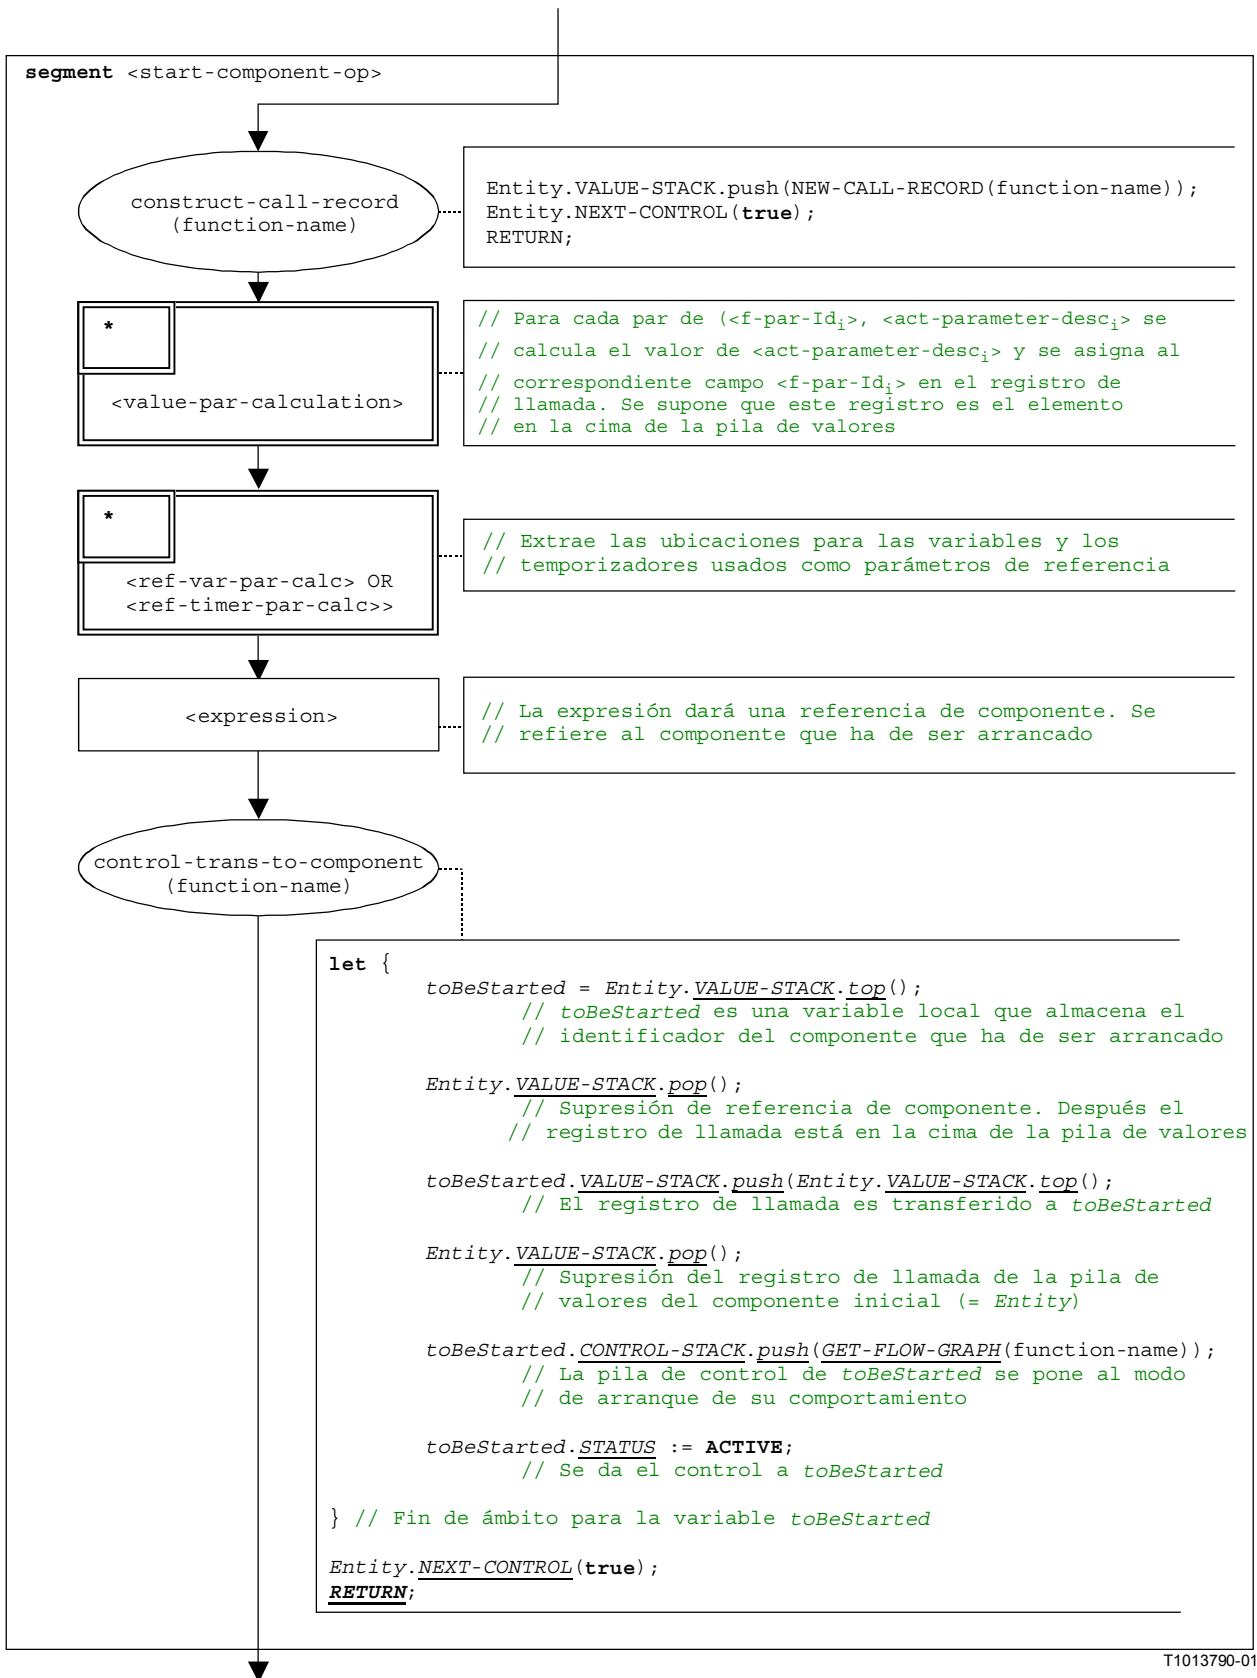 segment <start-component-op>
construct-call-record
(function-name)
Entity.VALUE-STACK.push(NEW-CALL-RECORD(function-name));
Entity.NEXT-CONTROL(true);
RETURN;
*
<value-par-calculation>
// Para cada par de (<f-par-Idi>, <act-parameter-desci> se
// calcula el valor de <act-parameter-desci> y se asigna al
// correspondiente campo <f-par-Idi> en el registro de
// llamada. Se supone que este registro es el elemento
// en la cima de la pila de valores
*
<ref-var-par-calc> OR
<ref-timer-par-calc>>
// Extrae las ubicaciones para las variables y los
// temporizadores usados como parámetros de referencia
<expression>
// La expresión dará una referencia de componente. Se
// refiere al componente que ha de ser arrancado
control-trans-to-component
(function-name)
let {
toBeStarted = Entity.VALUE-STACK.top();
// toBeStarted es una variable local que almacena el
// identificador del componente que ha de ser arrancado
Entity.VALUE-STACK.pop();
// Supresión de referencia de componente. Después el
// registro de llamada está en la cima de la pila de valores
toBeStarted.VALUE-STACK.push(Entity.VALUE-STACK.top();
// El registro de llamada es transferido a toBeStarted
Entity.VALUE-STACK.pop();
// Supresión del registro de llamada de la pila de
// valores del componente inicial (= Entity)
toBeStarted.CONTROL-STACK.push(GET-FLOW-GRAPH(function-name));
// La pila de control de toBeStarted se pone al modo
// de arranque de su comportamiento
toBeStarted.STATUS := ACTIVE;
// Se da el control a toBeStarted
} // Fin de ámbito para la variable toBeStarted
Entity.NEXT-CONTROL(true);
RETURN;
T1013790-01